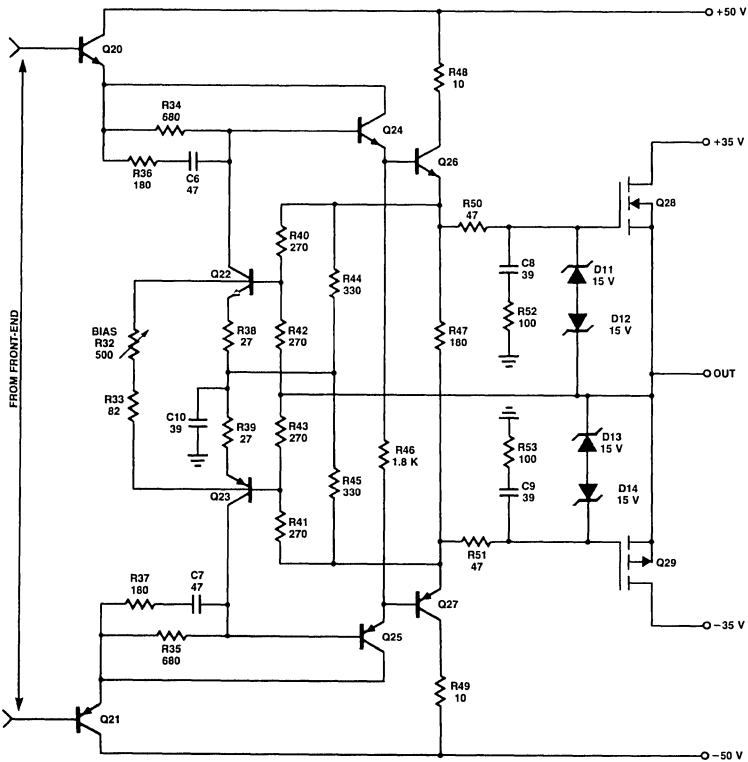 +50 V
Q20
R48
10
R34
680
Q24
+35 V
R36
180
C6
47
Q26
R50
47
Q28
R40
270
Q22
R44
330
C8
39
D11
15 V
BIAS
R32
500
R38
27
R42
270
R47
180
R52
100
D12
15 V
FROM FRONT-END
OUT
R33
82
C10
39
R39
27
R43
270
R46
1.8 K
R53
100
D13
15 V
R45
330
C9
39
D14
15 V
Q23
R41
270
R51
47
Q29
R37
180
C7
47
Q27
−35 V
R35
680
Q25
R49
10
Q21
−50 V